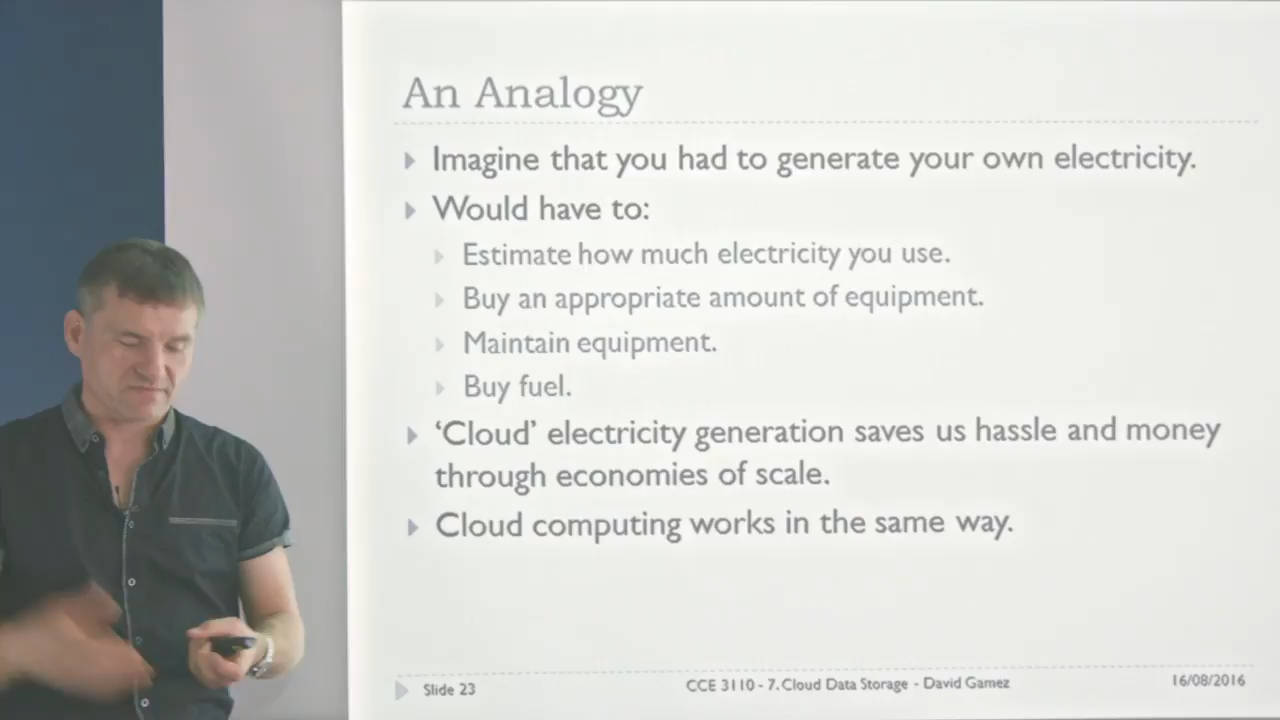 An Analogy
Imagine that you had to generate your own electricity.
Would have to:
Estimate how much electricity you use.
Buy an appropriate amount of equipment.
Maintain equipment.
Buy fuel.
‘Cloud’ electricity generation saves us hassle and money
through economies of scale.
Cloud computing works in the same way.
Slide 23
CCE 3110 - 7. Cloud Data Storage - David Gamez
16/08/2016